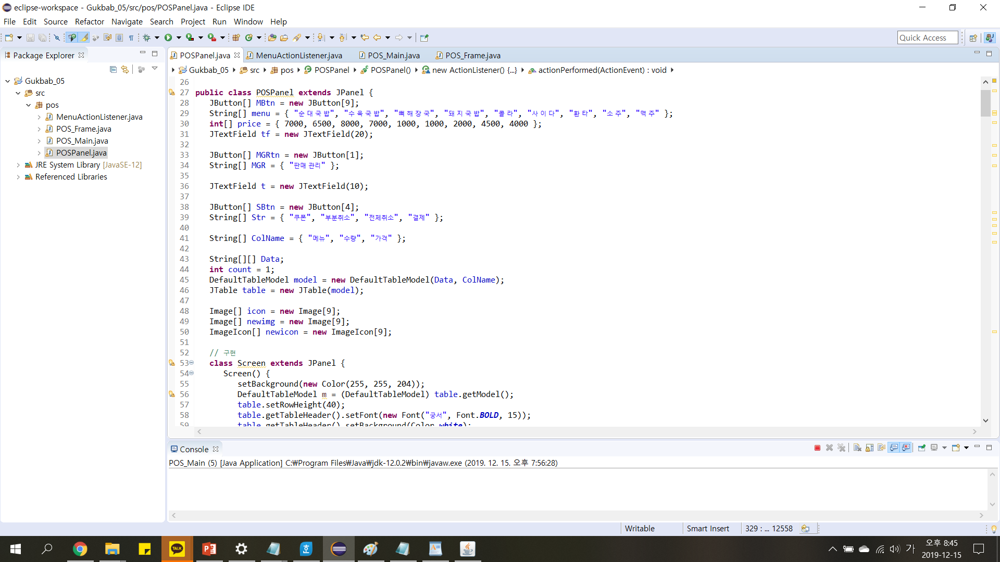 eclipse-workspace - Gukbab_05/src/pos/POSPanel.java - Eclipse IDE
File Edit Source Refactor Navigate Search Project Run Window Help
Quick Access
Package Explorer
POSPanel.java MenuActionListener.java POS_Main.java POS_Frame.java
Gukbab_05 src pos POSPanel POSPanel() new ActionListener() {...} actionPerformed(ActionEvent) : void
Gukbab_05
src
pos
MenuActionListener.java
POS_Frame.java
POS_Main.java
POSPanel.java
JRE System Library [JavaSE-12]
Referenced Libraries
26
27 public class POSPanel extends JPanel {
28 JButton[] MBtn = new JButton[9];
29 String[] menu = { "순 대 국 밥", "수 육 국 밥", "뼈 해 장 국", "돼 지 국 밥", "콜 라", "사 이 다", "환 타", "소 주", "맥 주" };
30 int[] price = { 7000, 6500, 8000, 7000, 1000, 1000, 2000, 4500, 4000 };
31 JTextField tf = new JTextField(20);
32
33 JButton[] MGRtn = new JButton[1];
34 String[] MGR = { "판매 관리" };
35
36 JTextField t = new JTextField(10);
37
38 JButton[] SBtn = new JButton[4];
39 String[] Str = { "쿠폰", "부분취소", "전체취소", "결제" };
40
41 String[] ColName = { "메뉴", "수량", "가격" };
42
43 String[][] Data;
44 int count = 1;
45 DefaultTableModel model = new DefaultTableModel(Data, ColName);
46 JTable table = new JTable(model);
47
48 Image[] icon = new Image[9];
49 Image[] newimg = new Image[9];
50 ImageIcon[] newicon = new ImageIcon[9];
51
52 // 구현
53 class Screen extends JPanel {
54 Screen() {
55 setBackground(new Color(255, 255, 204));
56 DefaultTableModel m = (DefaultTableModel) table.getModel();
57 table.setRowHeight(40);
58 table.getTableHeader().setFont(new Font("궁서", Font.BOLD, 15));
59 table.getTableHeader().setBackground(Color.white);
Console
POS_Main (5) [Java Application] C:₩Program Files₩Java₩jdk-12.0.2₩bin₩javaw.exe (2019. 12. 15. 오후 7:56:28)
Writable Smart Insert 329 : ... 12558
TALK
가
오후 8:45
2019-12-15